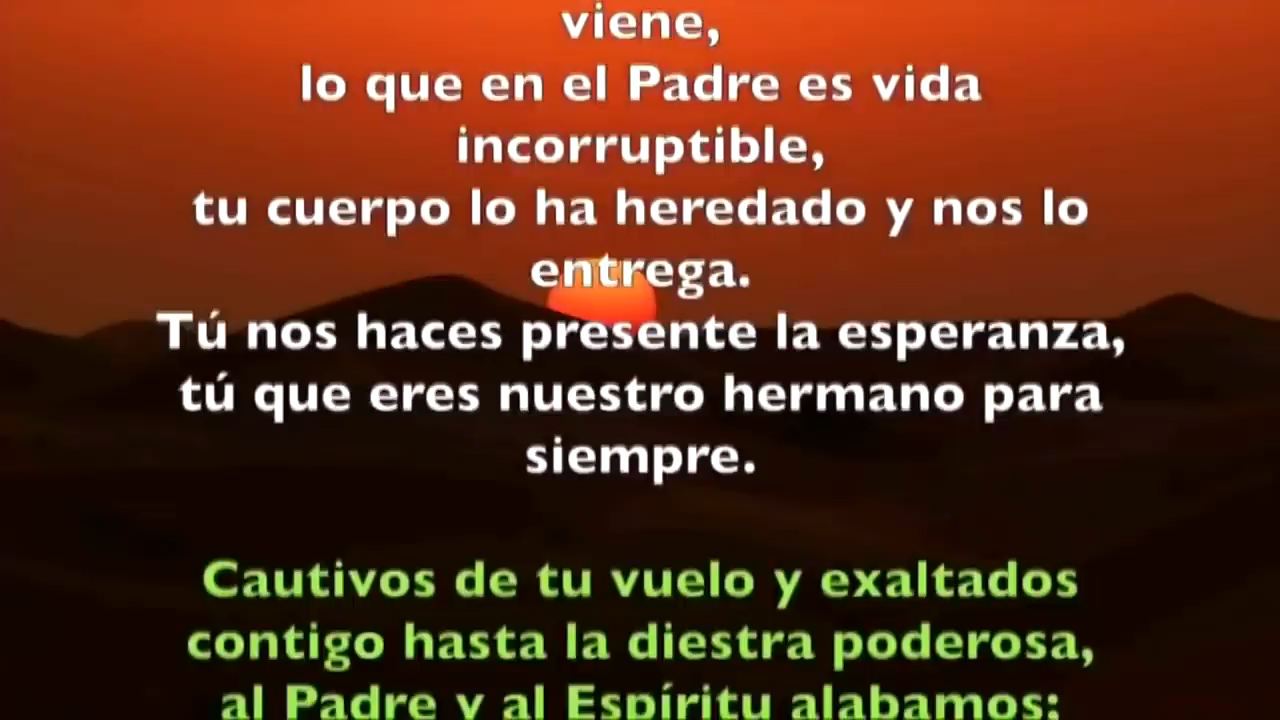 viene,
lo que en el Padre es vida
incorruptible,
tu cuerpo lo ha heredado y nos lo
entrega.
Tú nos haces presente la esperanza,
tú que eres nuestro hermano para
siempre.
Cautivos de tu vuelo y exaltados
contigo hasta la diestra poderosa,
al Padre y al Espíritu alabamos;